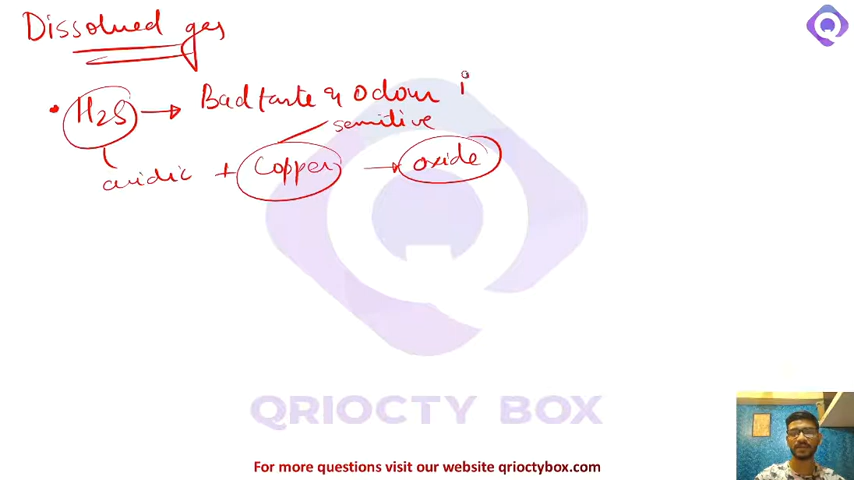 Dissolved gas
• H2S → Bad taste & Odour i
sensitive
acidic + Copper → oxide
QRIOCTY BOX
For more questions visit our website qrioctybox.com